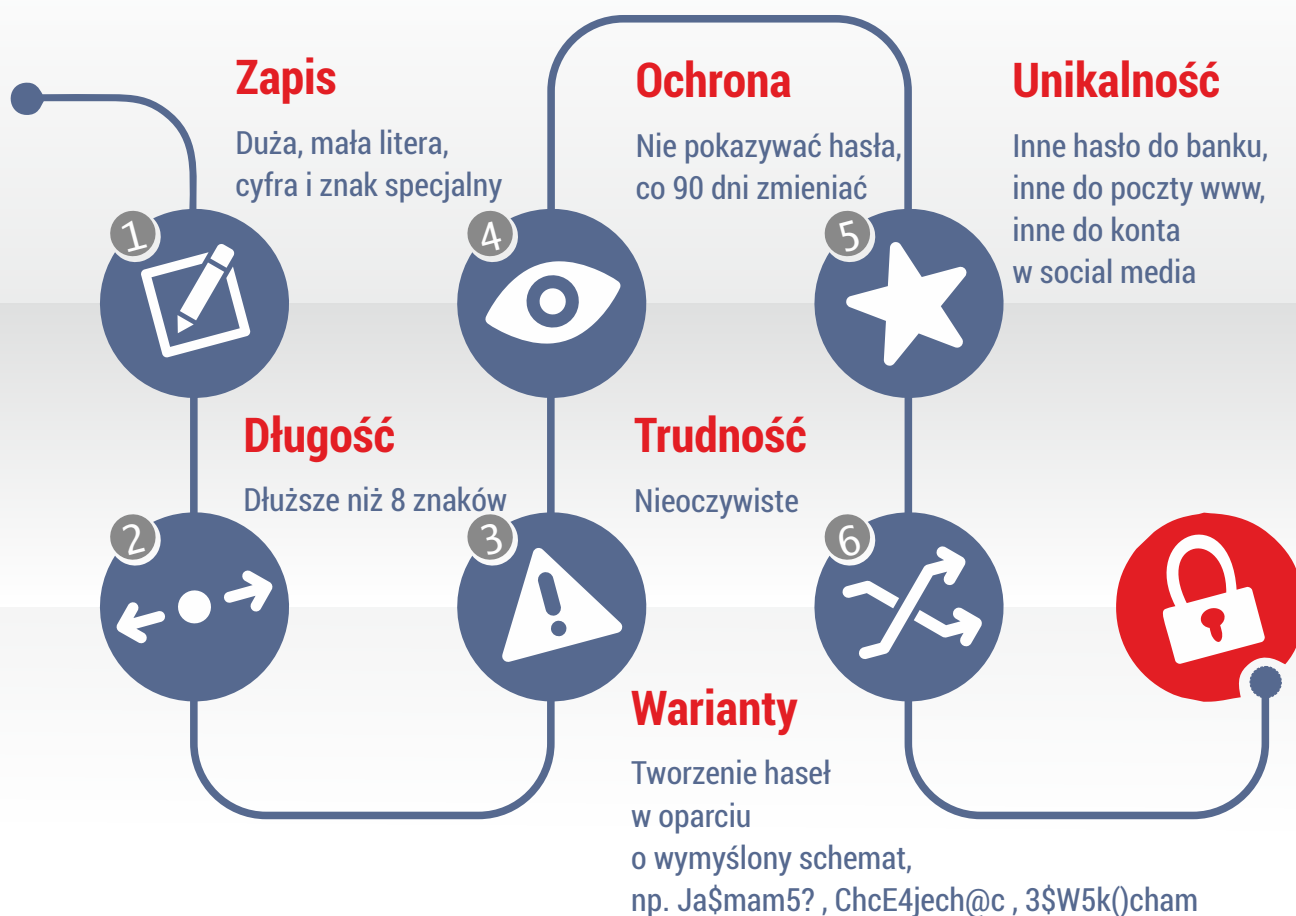 1
Zapis
Duża, mała litera,
cyfra i znak specjalny
2
Długość
Dłuższe niż 8 znaków
3
Trudność
Nieoczywiste
4
Ochrona
Nie pokazywać hasła,
co 90 dni zmieniać
5
Unikalność
Inne hasło do banku,
inne do poczty www,
inne do konta
w social media
6
Warianty
Tworzenie haseł
w oparciu
o wymyślony schemat,
np. Ja$mam5? , ChcE4jech@c , 3$W5k()cham